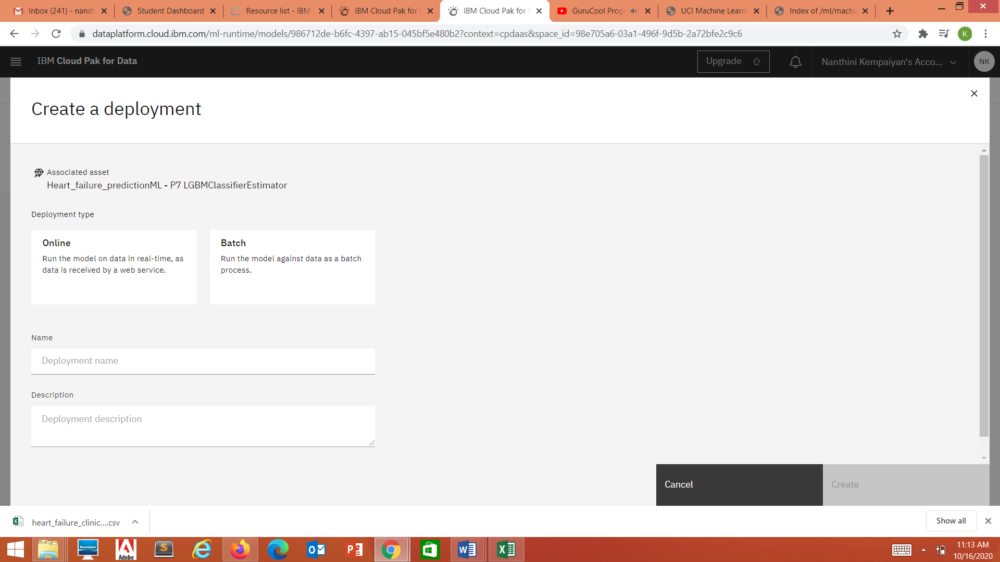 Inbox (241) - nandh
Student Dashboard
Resource list - IBM
IBM Cloud Pak for D
IBM Cloud Pak for D
GuruCool Prog
UCI Machine Learni
Index of /ml/machi
dataplatform.cloud.ibm.com/ml-runtime/models/986712de-b6fc-4397-ab15-045bf5e480b2?context=cpdaas&space_id=98e705a6-03a1-496f-9d5b-2a72bfe2c9c6
K
IBM Cloud Pak for Data
Upgrade
Nanthini Kempaiyan's Acco...
NK
Create a deployment
Associated asset
Heart_failure_predictionML - P7 LGBMClassifierEstimator
Deployment type
Online
Run the model on data in real-time, as
data is received by a web service.
Batch
Run the model against data as a batch
process.
Name
Deployment name
Description
Deployment description
Cancel
Create
heart_failure_clinic....csv
Show all
Adobe
11:13 AM
10/16/2020